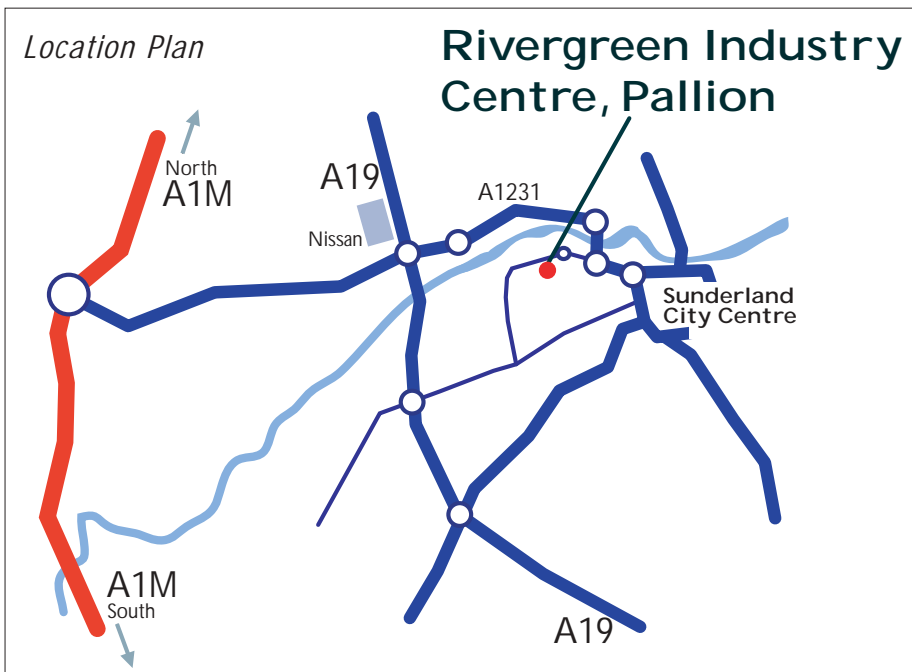 Location Plan
Rivergreen Industry
Centre, Pallion
North
A1M
A19
A1231
Nissan
Sunderland
City Centre
A1M
South
A19